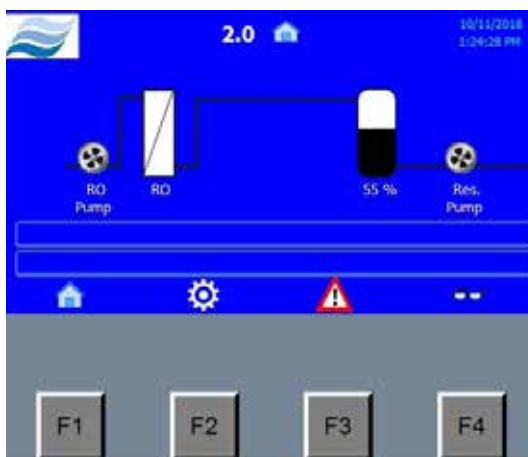 2.0
10/11/2018
1:24:28 PM
RO Pump
RO
55 %
Res. Pump
F1 F2 F3 F4